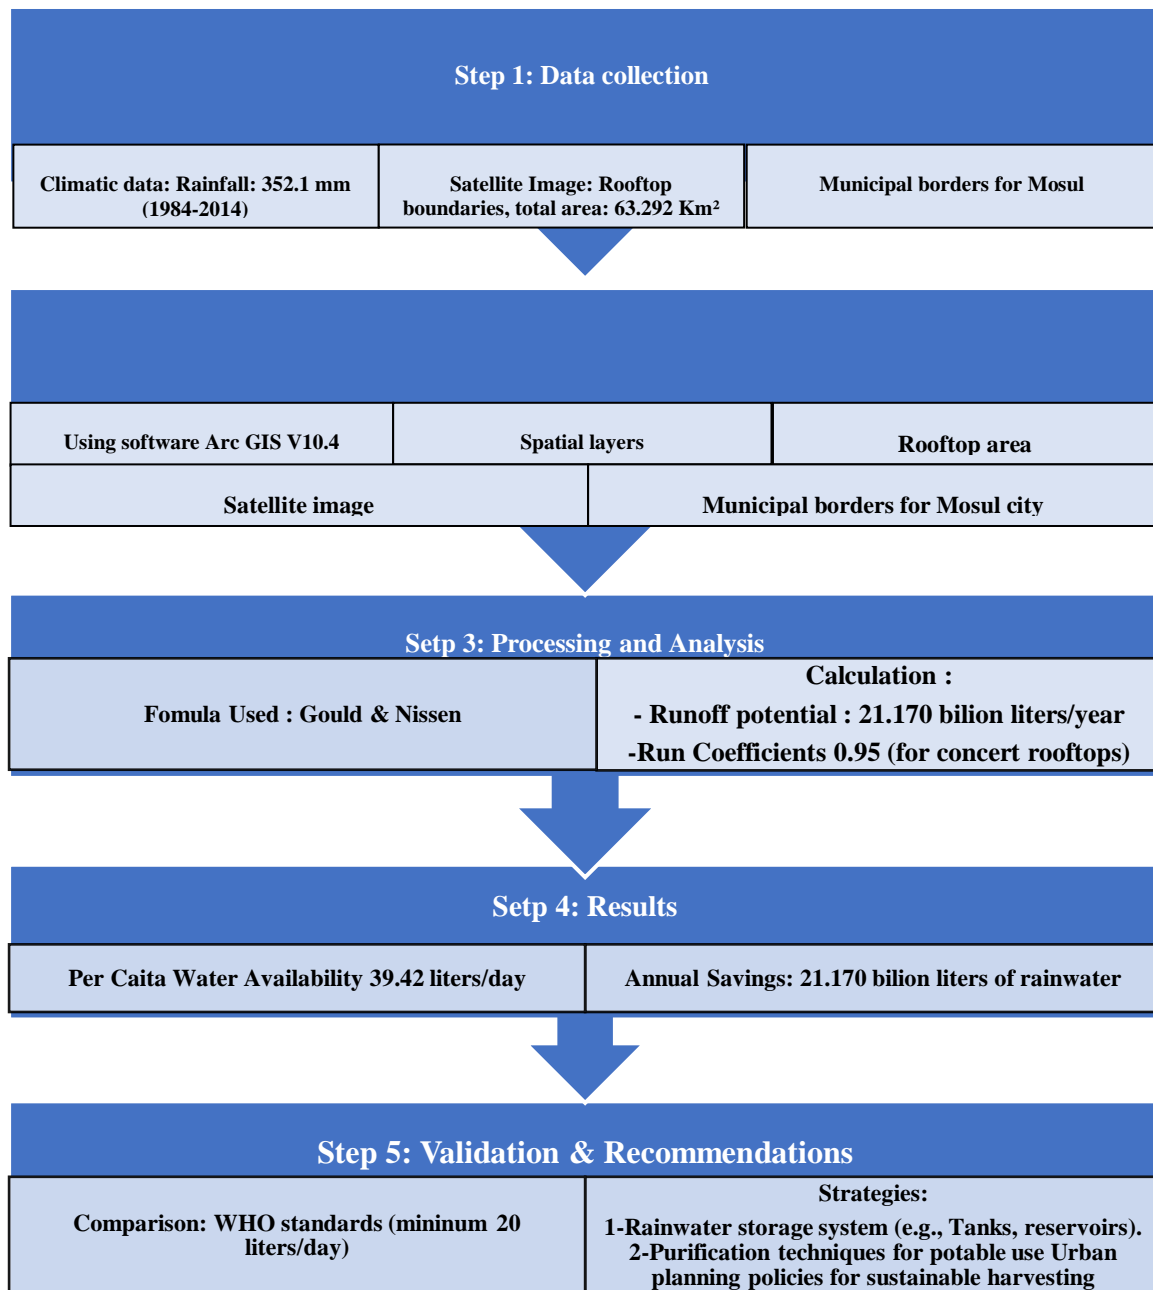 Step 1: Data collection
Climatic data: Rainfall: 352.1 mm
(1984-2014)
Satellite Image: Rooftop
boundaries, total area: 63.292 Km²
Municipal borders for Mosul
Using software Arc GIS V10.4
Spatial layers
Rooftop area
Satellite image
Municipal borders for Mosul city
Setp 3: Processing and Analysis
Fomula Used : Gould & Nissen
Calculation :
- Runoff potential : 21.170 bilion liters/year
-Run Coefficients 0.95 (for concert rooftops)
Setp 4: Results
Per Caita Water Availability 39.42 liters/day
Annual Savings: 21.170 bilion liters of rainwater
Step 5: Validation & Recommendations
Comparison: WHO standards (mininum 20
liters/day)
Strategies:
1-Rainwater storage system (e.g., Tanks, reservoirs).
2-Purification techniques for potable use Urban
planning policies for sustainable harvesting